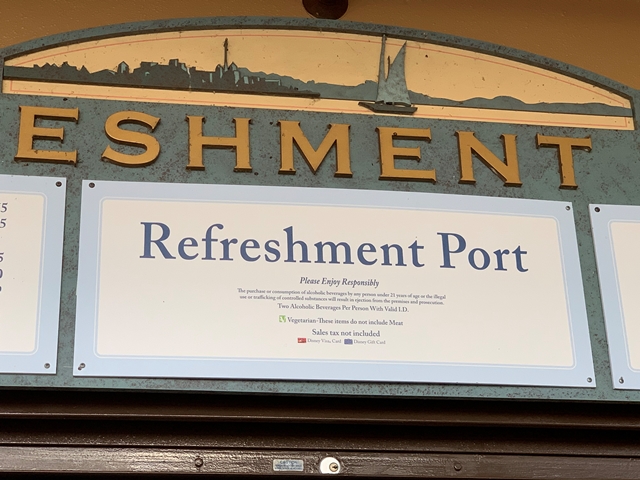 ESHMENT
5
5
Refreshment Port
Please Enjoy Responsibly
The purchase or consumption of alcoholic beverages by any person under 21 years of age or the illegal
use or trafficking of controlled substances will result in ejection from the premises and prosecution.
Two Alcoholic Beverages Per Person With Valid I.D.
Vegetarian-These items do not include Meat
Sales tax not included
Disney Visa, Card Disney Gift Card